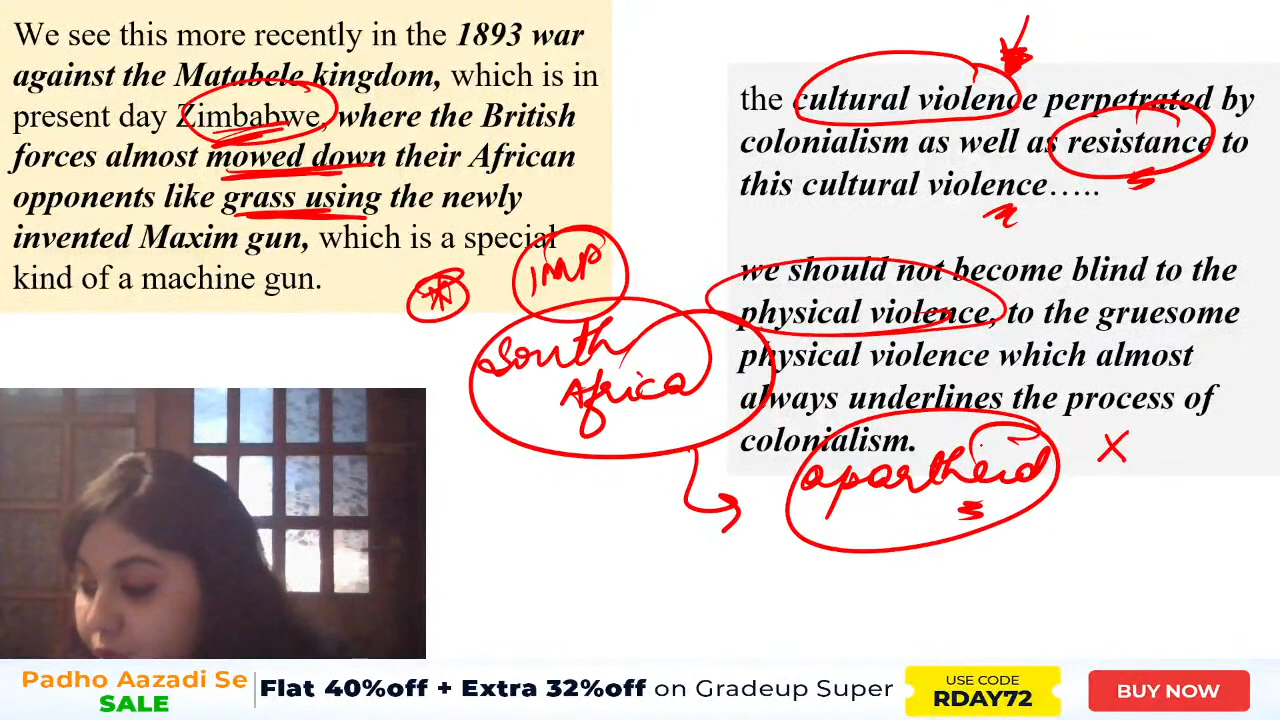 We see this more recently in the 1893 war
against the Matabele kingdom, which is in
present day Zimbabwe, where the British
forces almost mowed down their African
opponents like grass using the newly
invented Maxim gun, which is a special
kind of a machine gun.
the cultural violence perpetrated by
colonialism as well as resistance to
this cultural violence…..
we should not become blind to the
physical violence, to the gruesome
physical violence which almost
always underlines the process of
colonialism.
IMP
South
Africa
apartheid
Padho Aazadi Se
SALE
Flat 40%off + Extra 32%off on Gradeup Super
USE CODE
RDAY72
BUY NOW